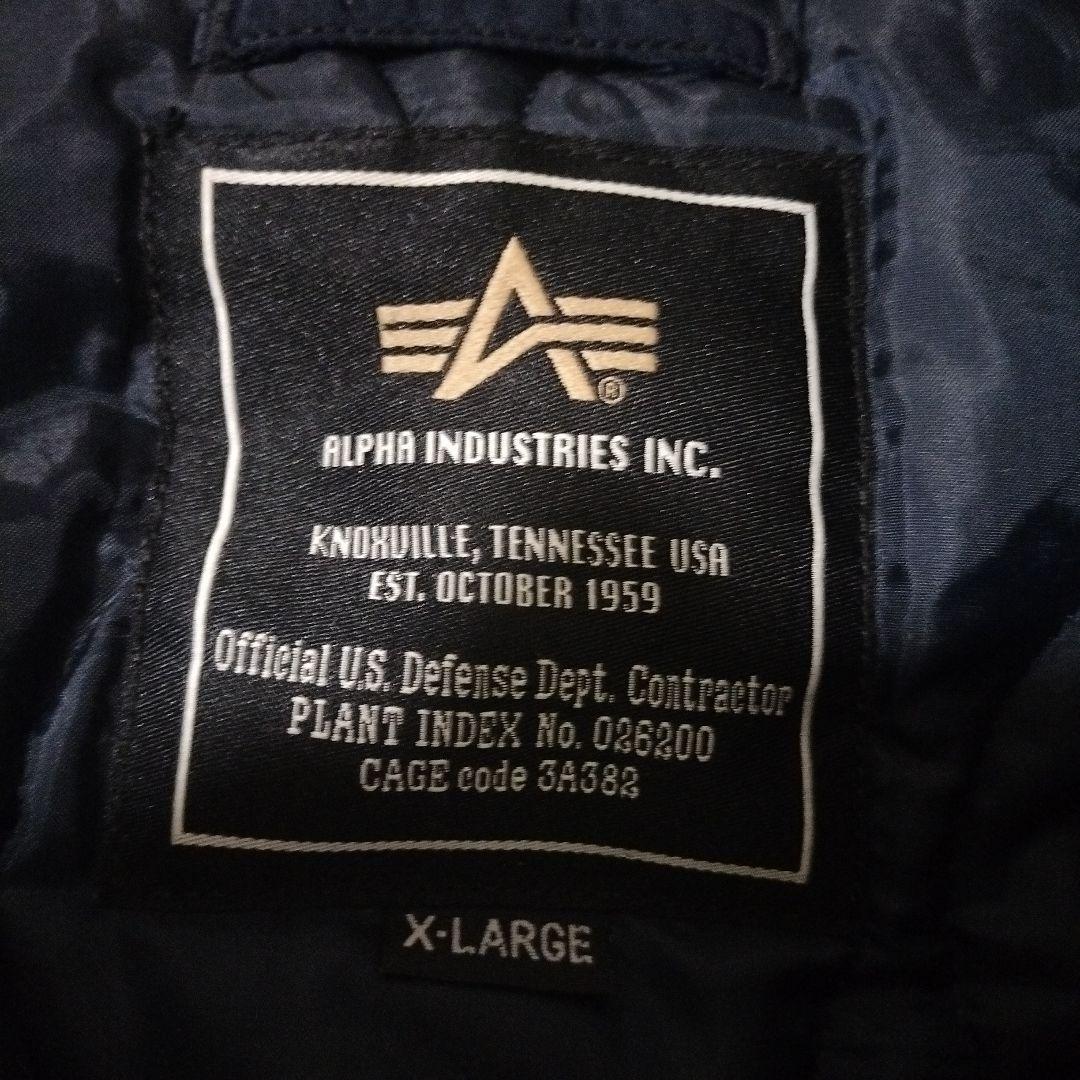 ®
ALPHA INDUSTRIES INC.
KNOXVILLE, TENNESSEE USA
EST. OCTOBER 1959
Official U.S. Defense Dept. Contractor
PLANT INDEX No. 026200
CAGE code 3A382
X-LARGE